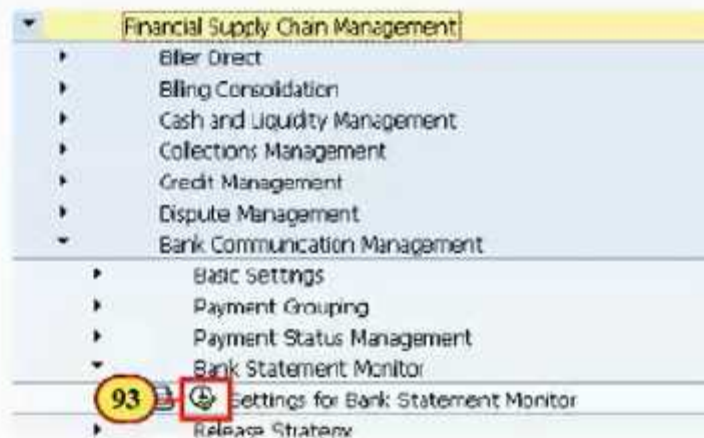 Financial Supply Chain Management
Biller Direct
Billing Consolidation
Cash and Liquidity Management
Collections Management
Credit Management
Dispute Management
Bank Communication Management
Basic Settings
Payment Grouping
Payment Status Management
Bank Statement Monitor
93 Settings for Bank Statement Monitor
Release Strategy